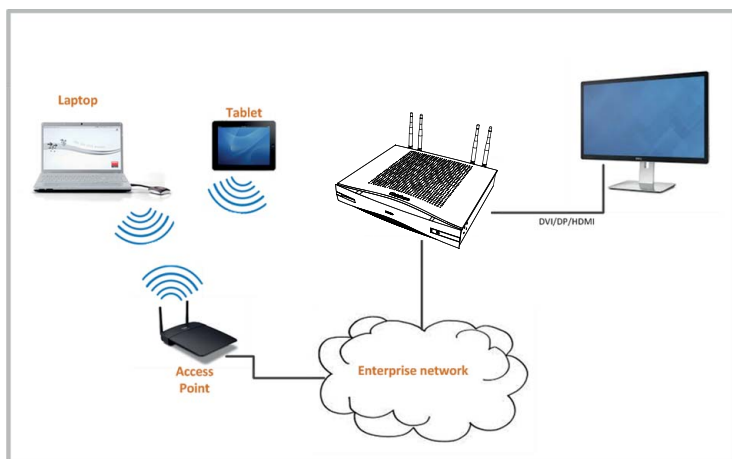 Laptop
Tablet
DVI/DP/HDMI
Access
Point
Enterprise network